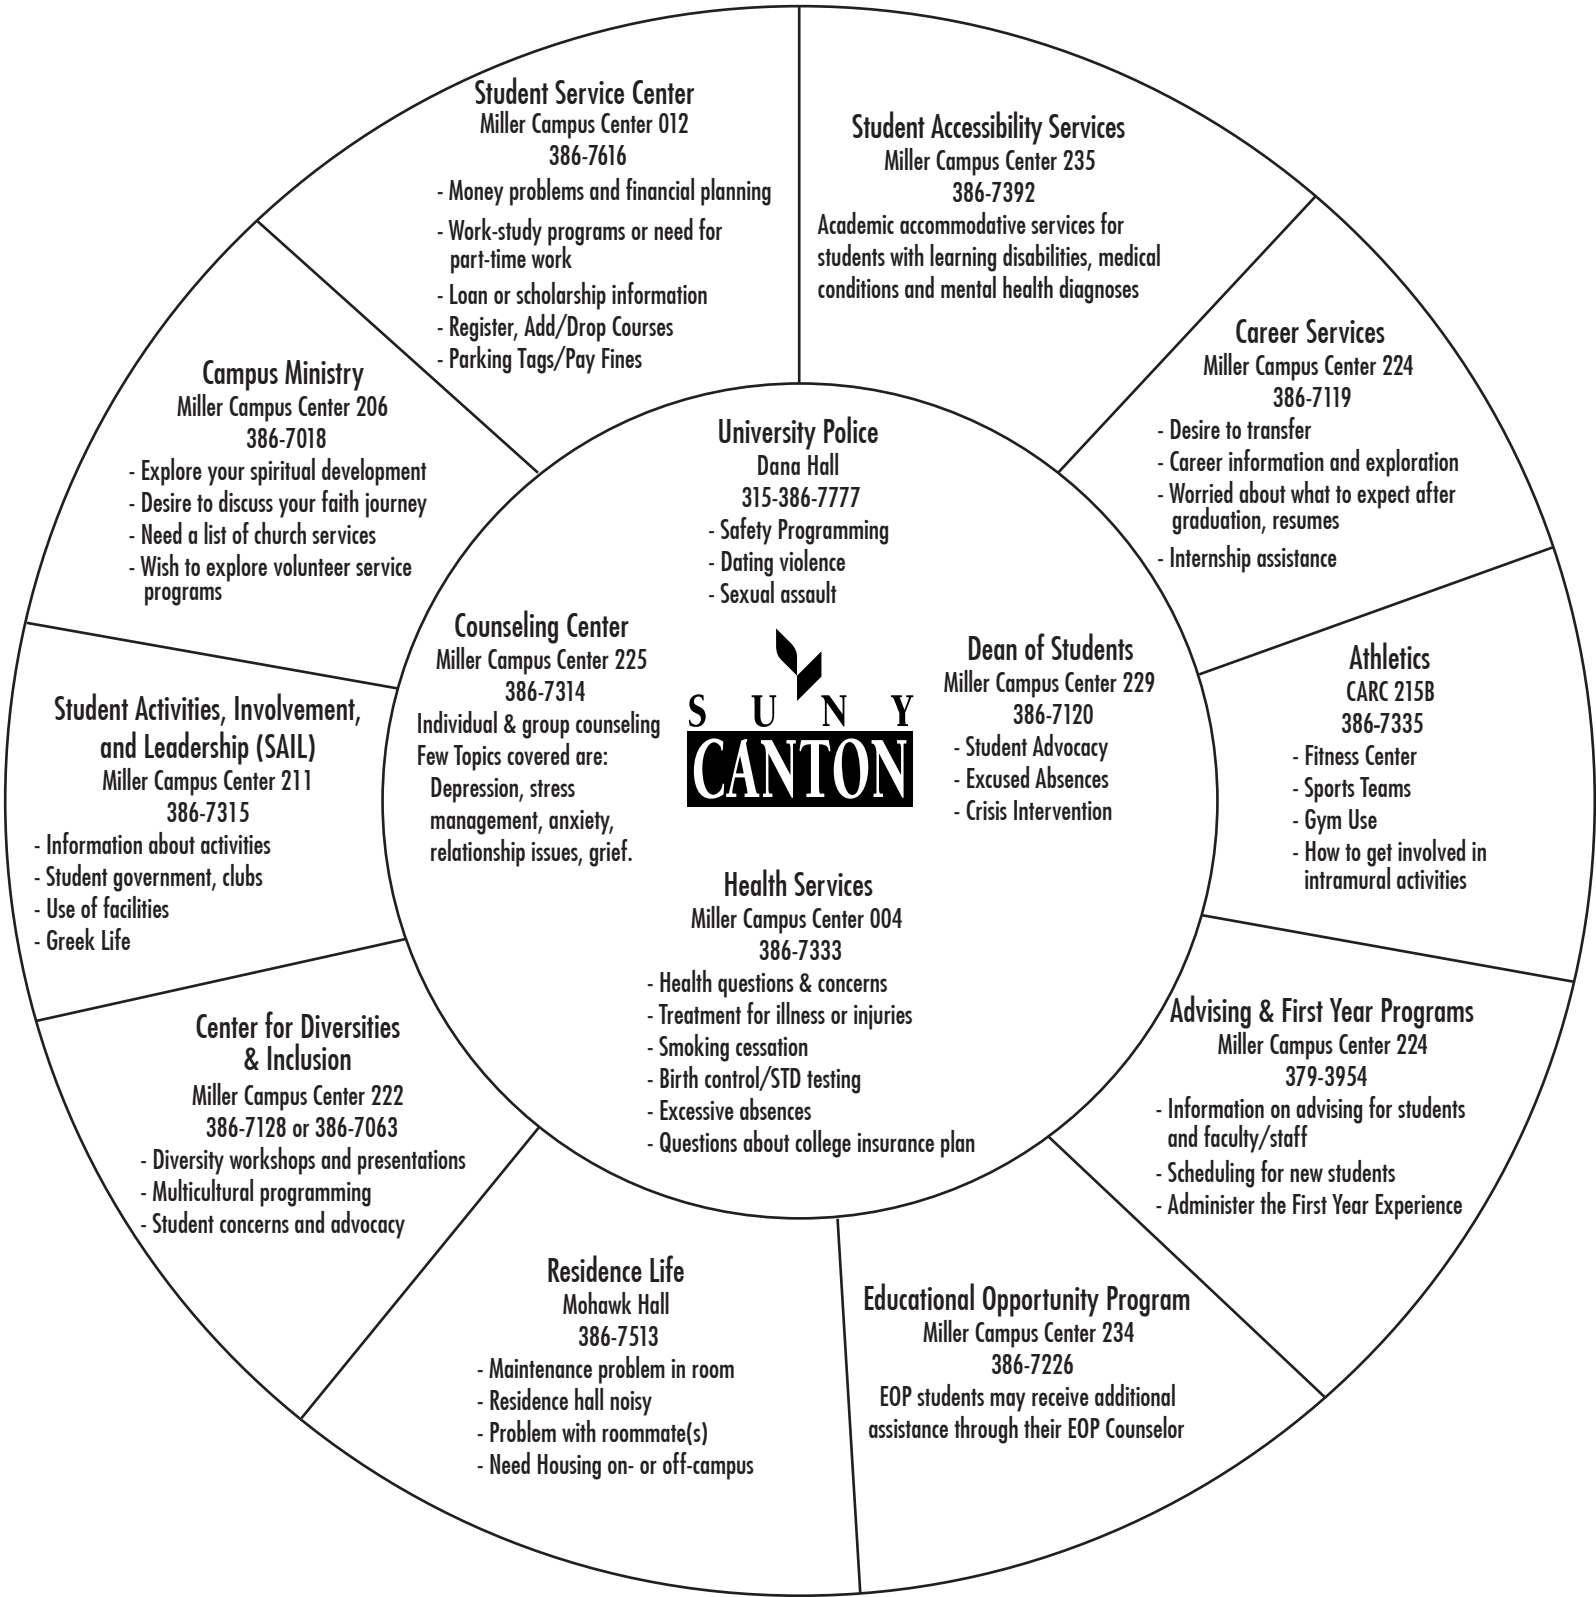 Student Service Center
Miller Campus Center 012
386-7616
- Money problems and financial planning
- Work-study programs or need for
part-time work
- Loan or scholarship information
- Register, Add/Drop Courses
- Parking Tags/Pay Fines
Student Accessibility Services
Miller Campus Center 235
386-7392
Academic accommodative services for
students with learning disabilities, medical
conditions and mental health diagnoses
Career Services
Miller Campus Center 224
386-7119
- Desire to transfer
- Career information and exploration
- Worried about what to expect after
graduation, resumes
- Internship assistance
Athletics
CARC 215B
386-7335
- Fitness Center
- Sports Teams
- Gym Use
- How to get involved in
intramural activities
Advising & First Year Programs
Miller Campus Center 224
379-3954
- Information on advising for students
and faculty/staff
- Scheduling for new students
- Administer the First Year Experience
Educational Opportunity Program
Miller Campus Center 234
386-7226
EOP students may receive additional
assistance through their EOP Counselor
Residence Life
Mohawk Hall
386-7513
- Maintenance problem in room
- Residence hall noisy
- Problem with roommate(s)
- Need Housing on- or off-campus
Center for Diversities
& Inclusion
Miller Campus Center 222
386-7128 or 386-7063
- Diversity workshops and presentations
- Multicultural programming
- Student concerns and advocacy
Student Activities, Involvement,
and Leadership (SAIL)
Miller Campus Center 211
386-7315
- Information about activities
- Student government, clubs
- Use of facilities
- Greek Life
Campus Ministry
Miller Campus Center 206
386-7018
- Explore your spiritual development
- Desire to discuss your faith journey
- Need a list of church services
- Wish to explore volunteer service
programs
University Police
Dana Hall
315-386-7777
- Safety Programming
- Dating violence
- Sexual assault
Counseling Center
Miller Campus Center 225
386-7314
Individual & group counseling
Few Topics covered are:
Depression, stress
management, anxiety,
relationship issues, grief.
SUNY
CANTON
Dean of Students
Miller Campus Center 229
386-7120
- Student Advocacy
- Excused Absences
- Crisis Intervention
Health Services
Miller Campus Center 004
386-7333
- Health questions & concerns
- Treatment for illness or injuries
- Smoking cessation
- Birth control/STD testing
- Excessive absences
- Questions about college insurance plan